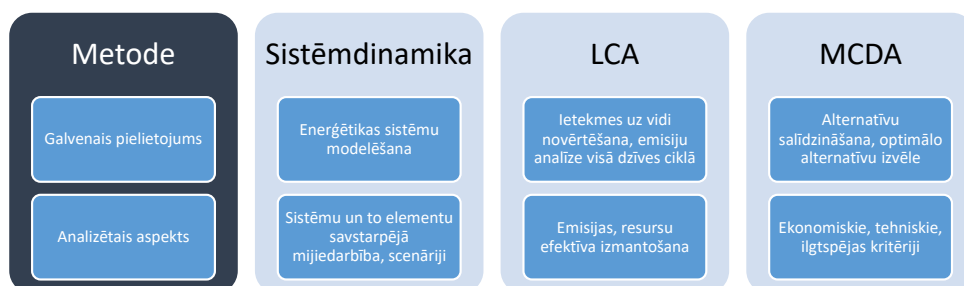 Metode
Galvenais pielietojums
Analizētais aspekts
Sistēmdinamika
Enerģētikas sistēmu
modelēšana
Sistēmu un to elementu
savstarpējā
mijiedarbība, scenāriji
LCA
Ietekmes uz vidi
novērtēšana, emisiju
analīze visā dzīves ciklā
Emisijas, resursu
efektīva izmantošana
MCDA
Alternatīvu
salīdzināšana, optimālo
alternatīvu izvēle
Ekonomiskie, tehniskie,
ilgtspējas kritēriji